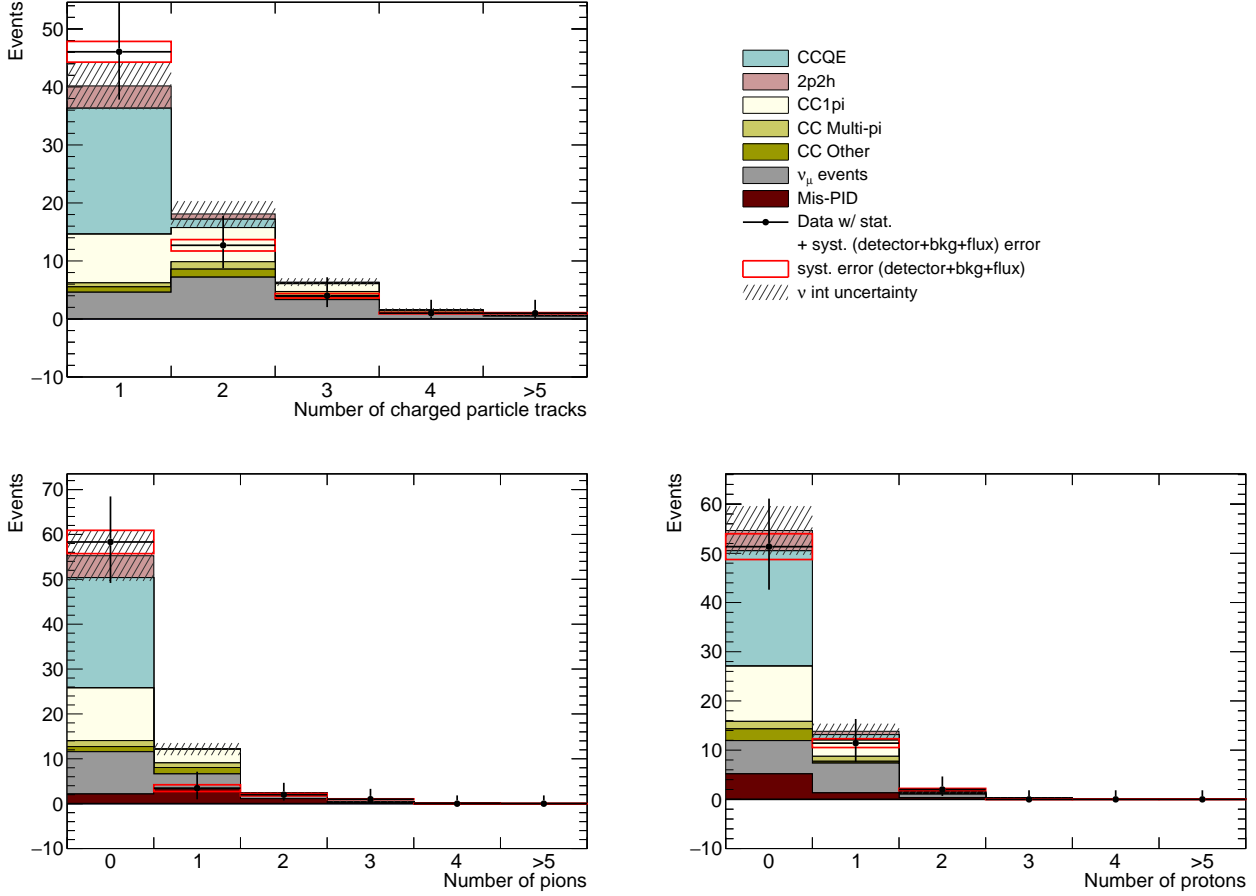 Events
50
40
30
20
10
0
−10
1 2 3 4 >5
Number of charged particle tracks
CCQE
2p2h
CC1pi
CC Multi-pi
CC Other
νμ events
Mis-PID
Data w/ stat.
+ syst. (detector+bkg+flux) error
syst. error (detector+bkg+flux)
ν int uncertainty
Events
70
60
50
40
30
20
10
0
−10
0 1 2 3 4 >5
Number of pions
Events
60
50
40
30
20
10
0
−10
0 1 2 3 4 >5
Number of protons